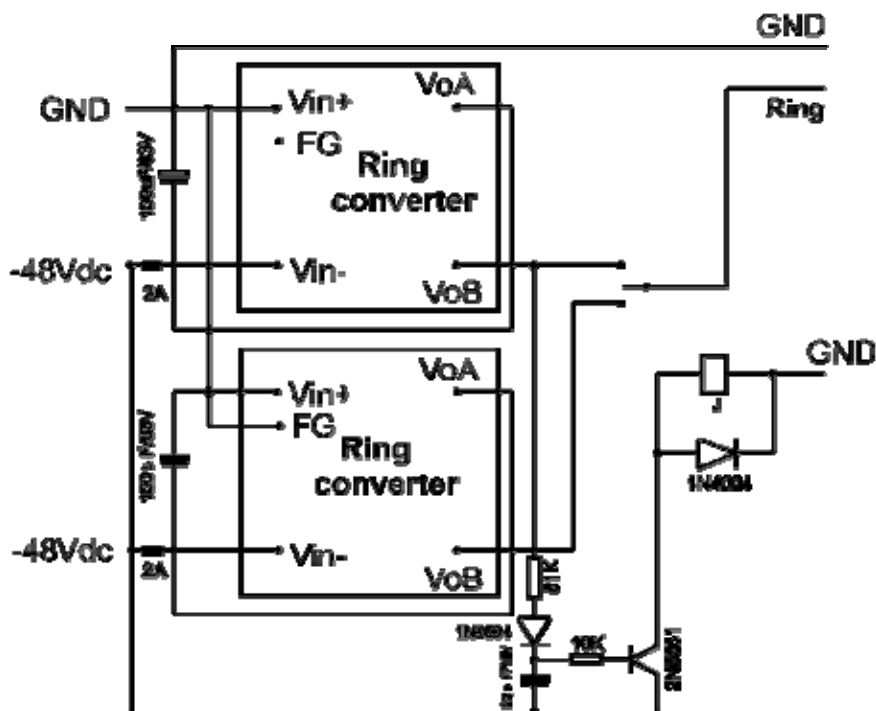 GND
GND
Vin+
VoA
Ring
FG
Ring
converter
-48Vdc
Vin-
VoB
2A
GND
VoA
Vin+
J
FG
Ring
converter
-48Vdc
Vin-
2A
VoB
10K